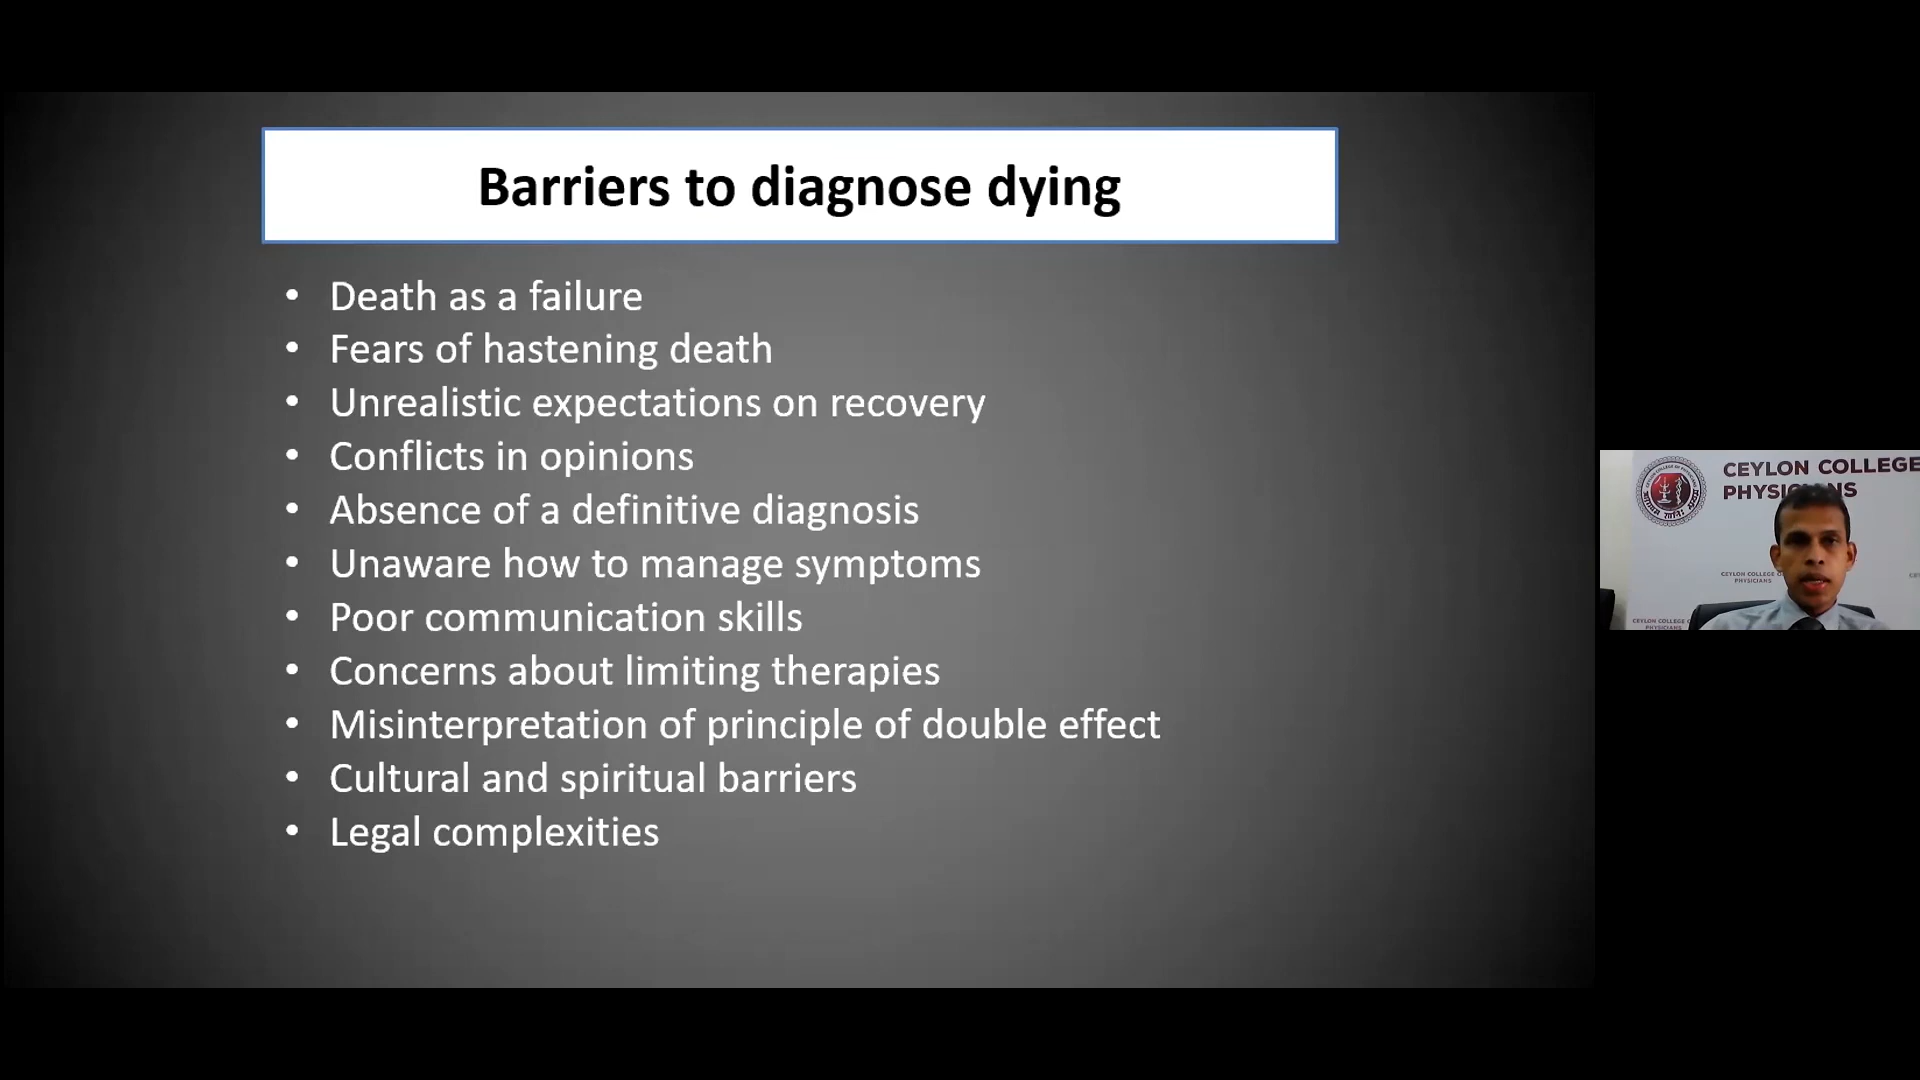 Barriers to diagnose dying
• Death as a failure
• Fears of hastening death
• Unrealistic expectations on recovery
• Conflicts in opinions
• Absence of a definitive diagnosis
• Unaware how to manage symptoms
• Poor communication skills
• Concerns about limiting therapies
• Misinterpretation of principle of double effect
• Cultural and spiritual barriers
• Legal complexities
CEYLON COLLEGE
CEYLON COLLEGE
PHYSICIANS
CEYLON COLLEGE
PHYSICIANS